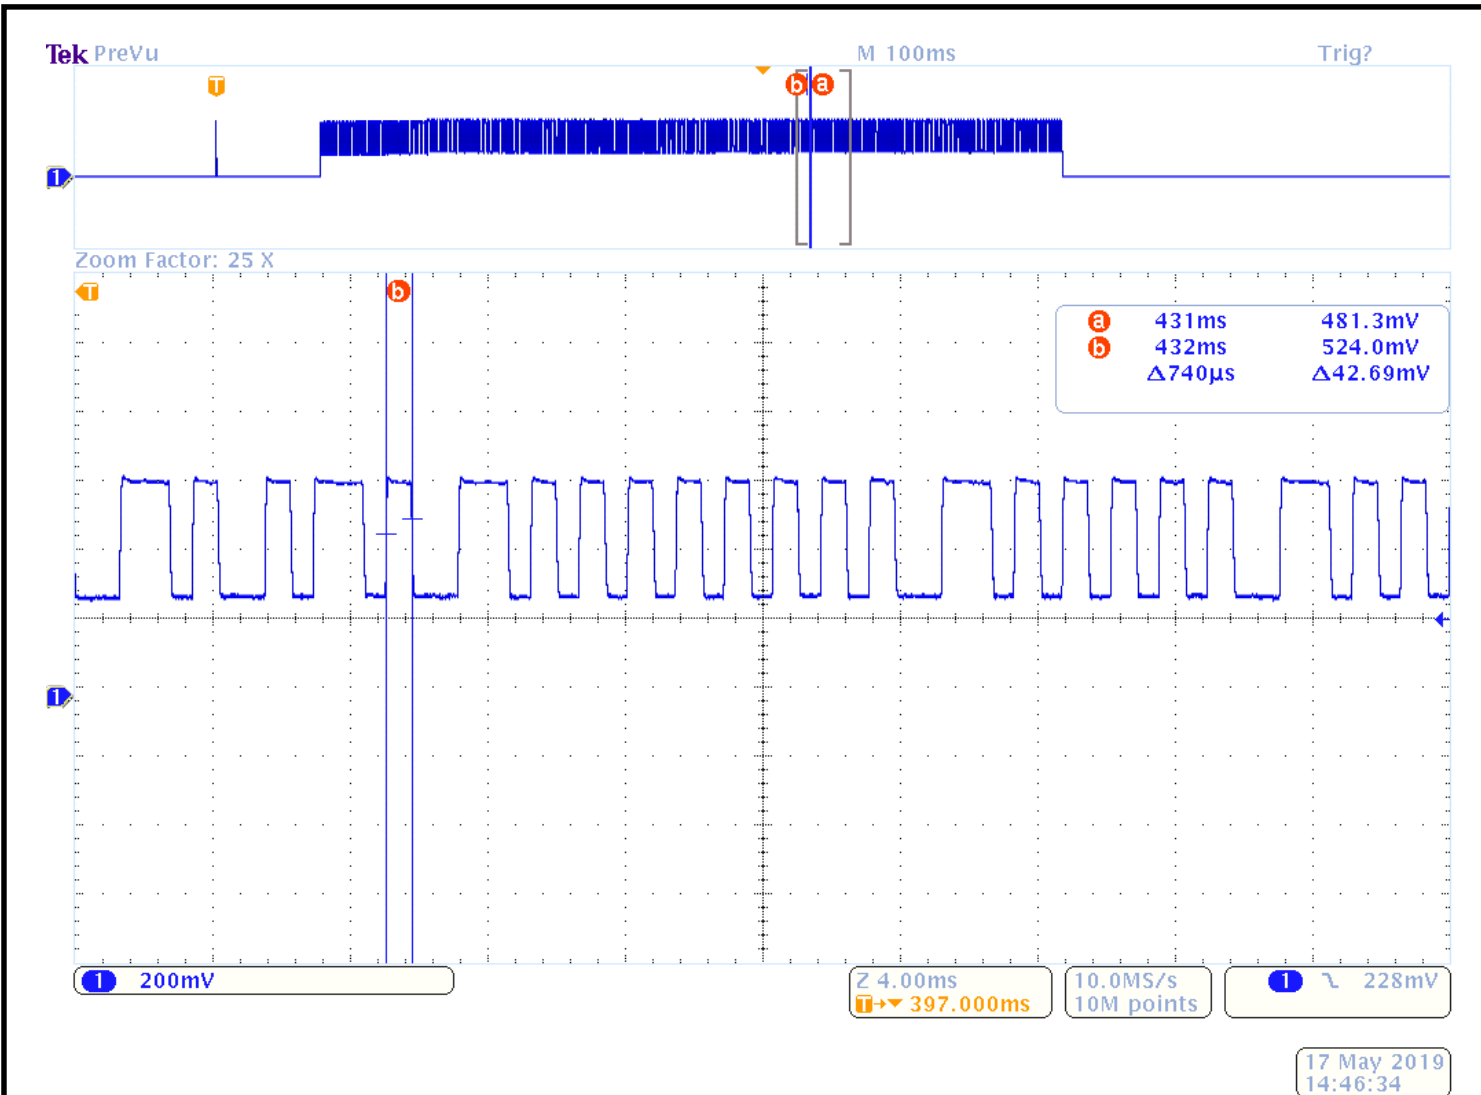 Tek PreVu M 100ms Trig?
T
b a
1
Zoom Factor: 25 X
T b
a 431ms 481.3mV
b 432ms 524.0mV
Δ740μs Δ42.69mV
1
1 200mV
Z 4.00ms 10.0MS/s 1 228mV
T→▼ 397.000ms 10M points
17 May 2019
14:46:34